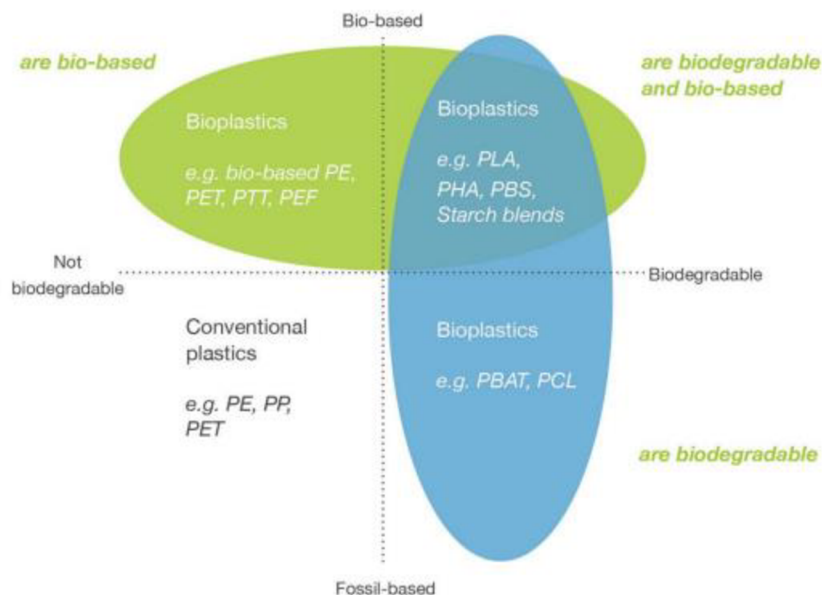 Bio-based
are bio-based
are biodegradable
and bio-based
Bioplastics
e.g. bio-based PE,
PET, PTT, PEF
Bioplastics
e.g. PLA,
PHA, PBS,
Starch blends
Not
biodegradable
Biodegradable
Conventional
plastics
e.g. PE, PP,
PET
Bioplastics
e.g. PBAT, PCL
are biodegradable
Fossil-based